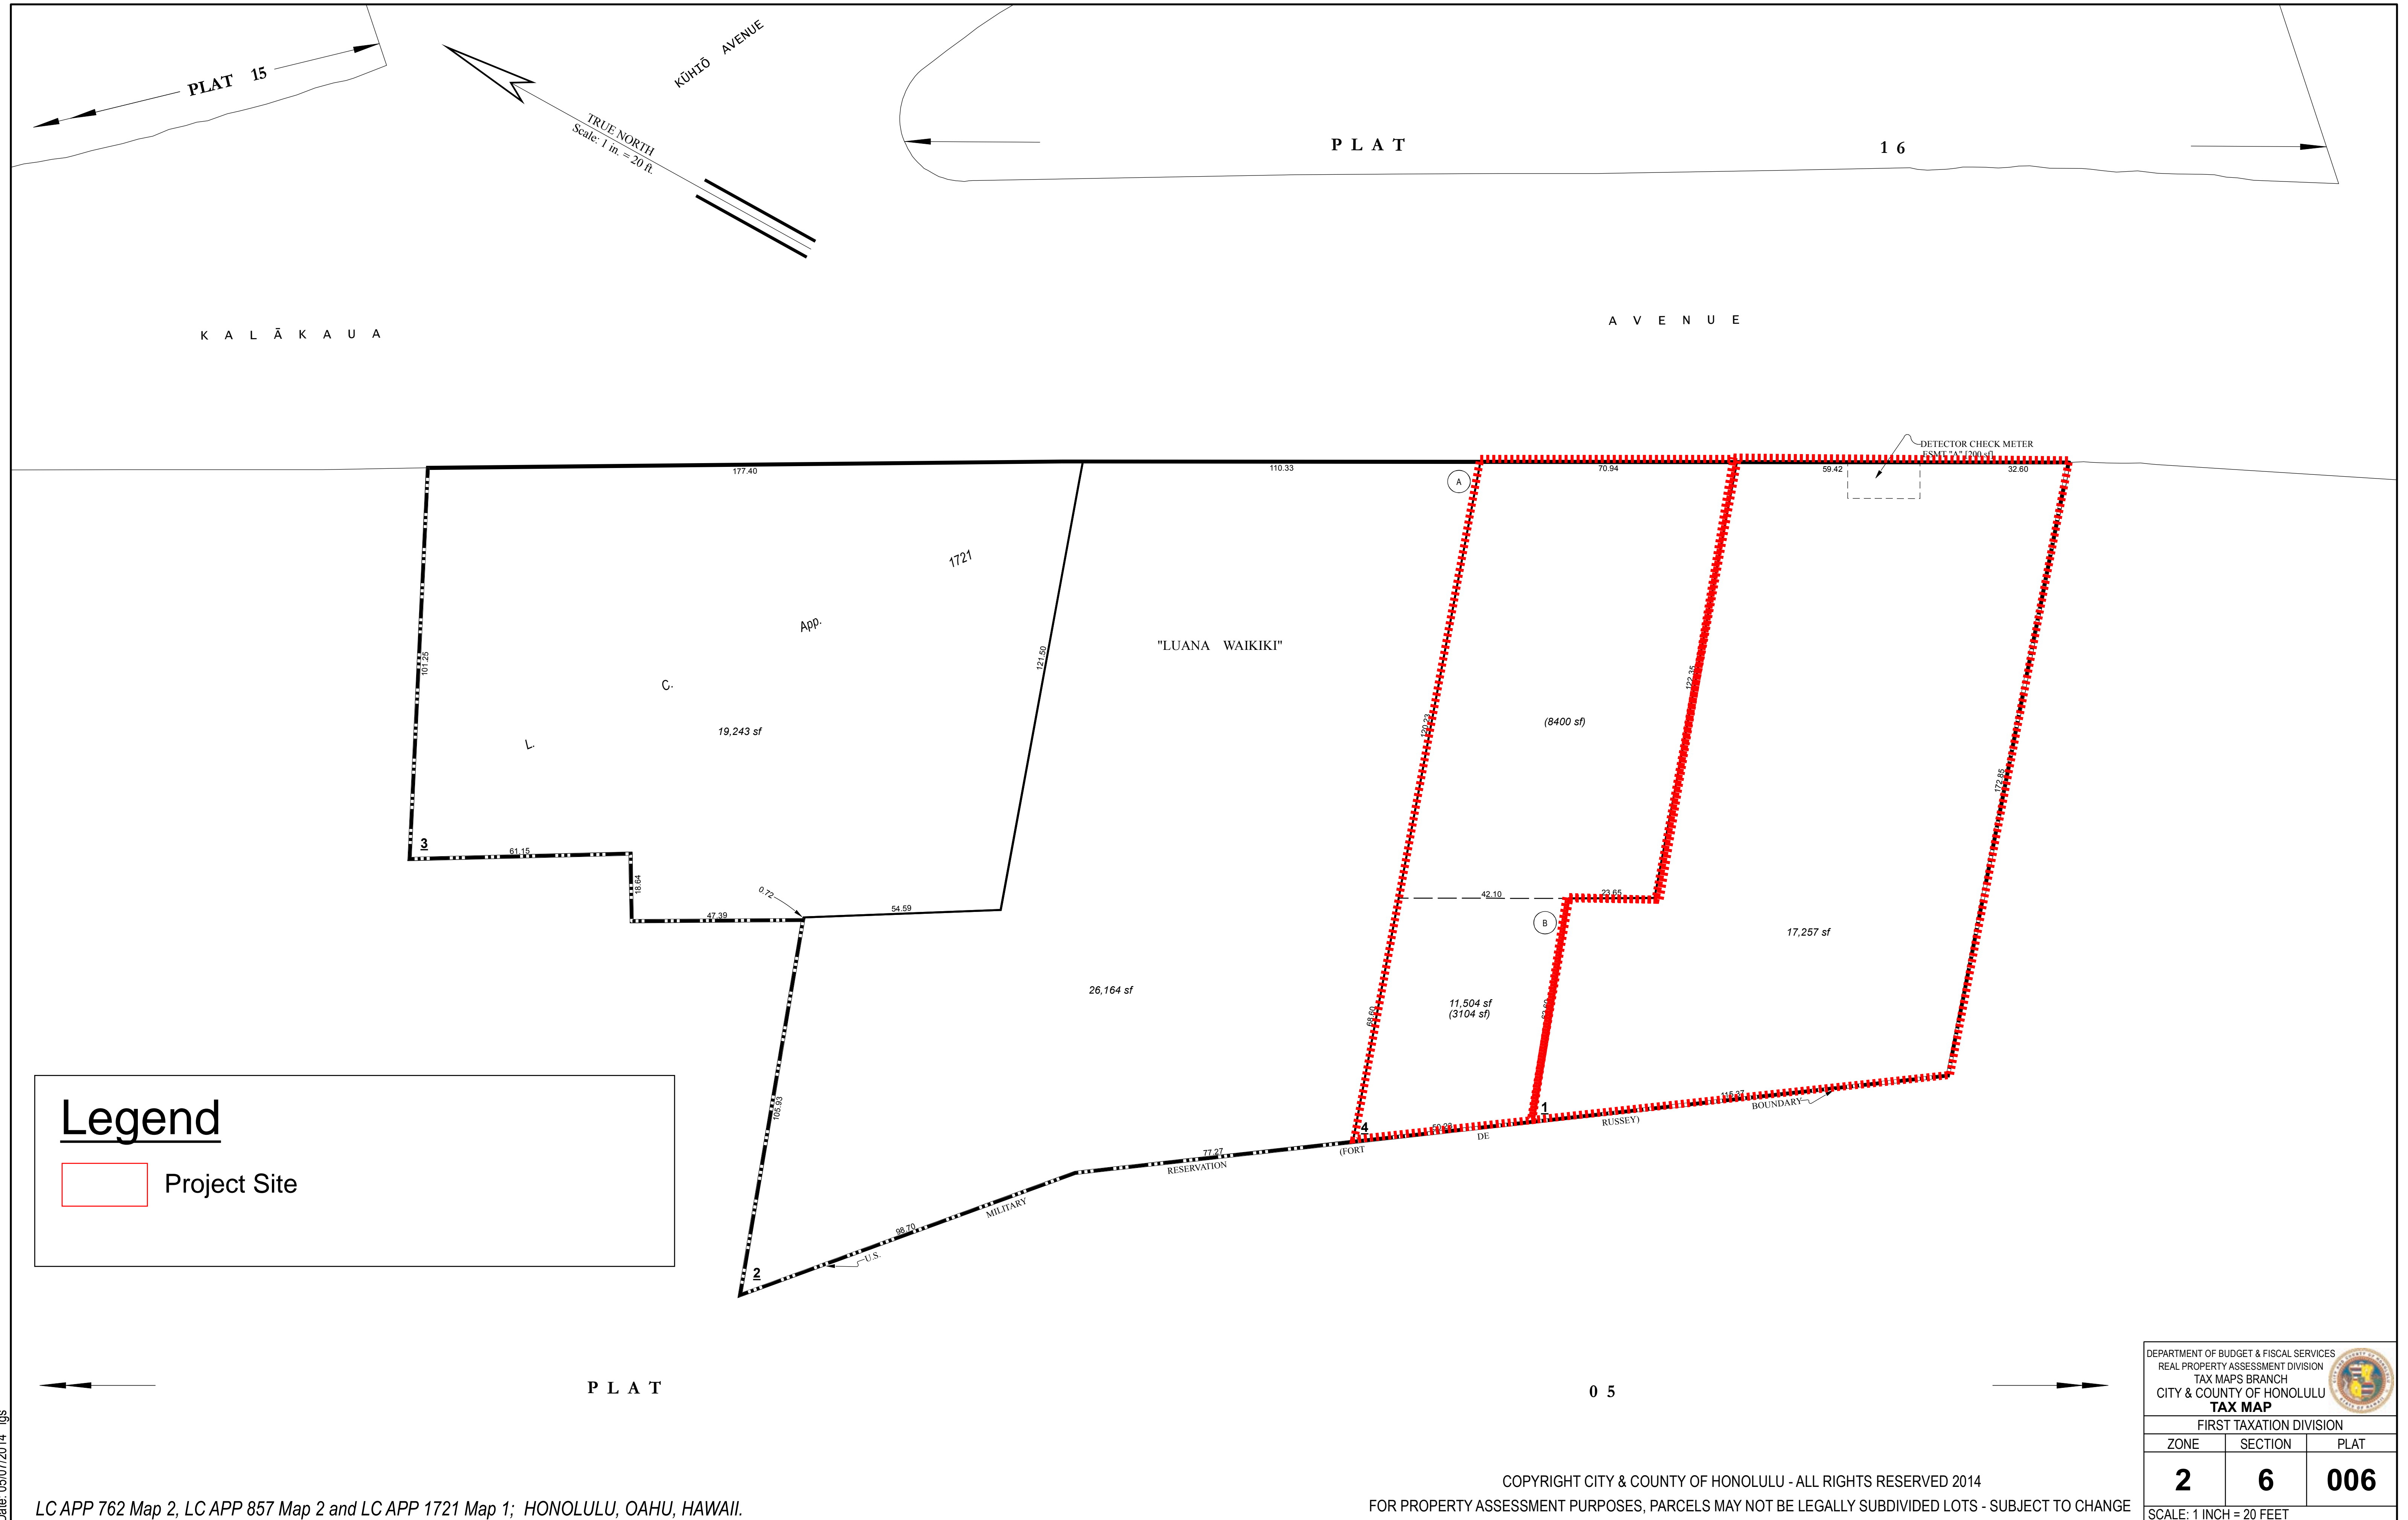 PLAT 15
KŪHIŌ AVENUE
TRUE NORTH
Scale: 1 in. = 20 ft.
PLAT 16
KALĀKAUA AVENUE
DETECTOR CHECK METER
ESMT "A" [200 sf]
177.40
110.33
70.94
59.42
32.60
A
1721
App.
C.
L.
"LUANA WAIKIKI"
101.25
121.50
120.23
122.35
172.85
19,243 sf
(8400 sf)
3
61.15
18.64
0.72
47.39
54.59
42.10
23.65
B
17,257 sf
26,164 sf
11,504 sf
(3104 sf)
68.60
105.93
1
4
115.27
77.27
98.70
2
U.S. MILITARY RESERVATION (FORT DE RUSSEY) BOUNDARY
Legend
Project Site
PLAT 05
DEPARTMENT OF BUDGET & FISCAL SERVICES
REAL PROPERTY ASSESSMENT DIVISION
TAX MAPS BRANCH
CITY & COUNTY OF HONOLULU
TAX MAP
FIRST TAXATION DIVISION
ZONE SECTION PLAT
2 6 006
SCALE: 1 INCH = 20 FEET
COPYRIGHT CITY & COUNTY OF HONOLULU - ALL RIGHTS RESERVED 2014
FOR PROPERTY ASSESSMENT PURPOSES, PARCELS MAY NOT BE LEGALLY SUBDIVIDED LOTS - SUBJECT TO CHANGE
LC APP 762 Map 2, LC APP 857 Map 2 and LC APP 1721 Map 1; HONOLULU, OAHU, HAWAII.